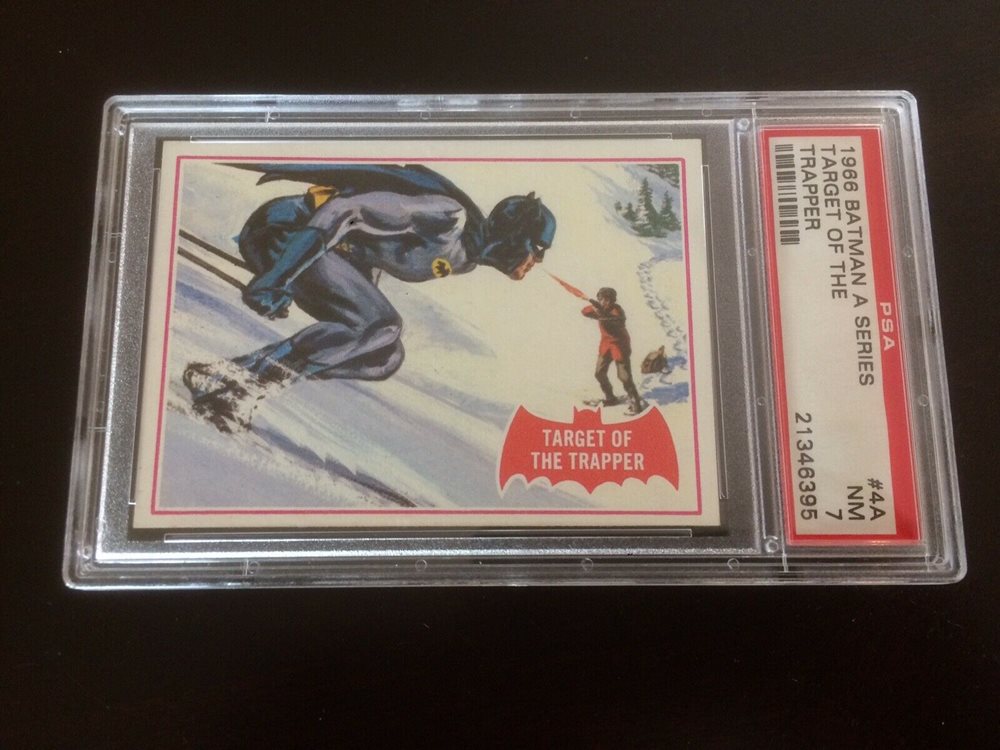 TARGET OF
THE TRAPPER
PSA
1966 BATMAN A SERIES
TARGET OF THE
TRAPPER
#4A
NM
7
21346395